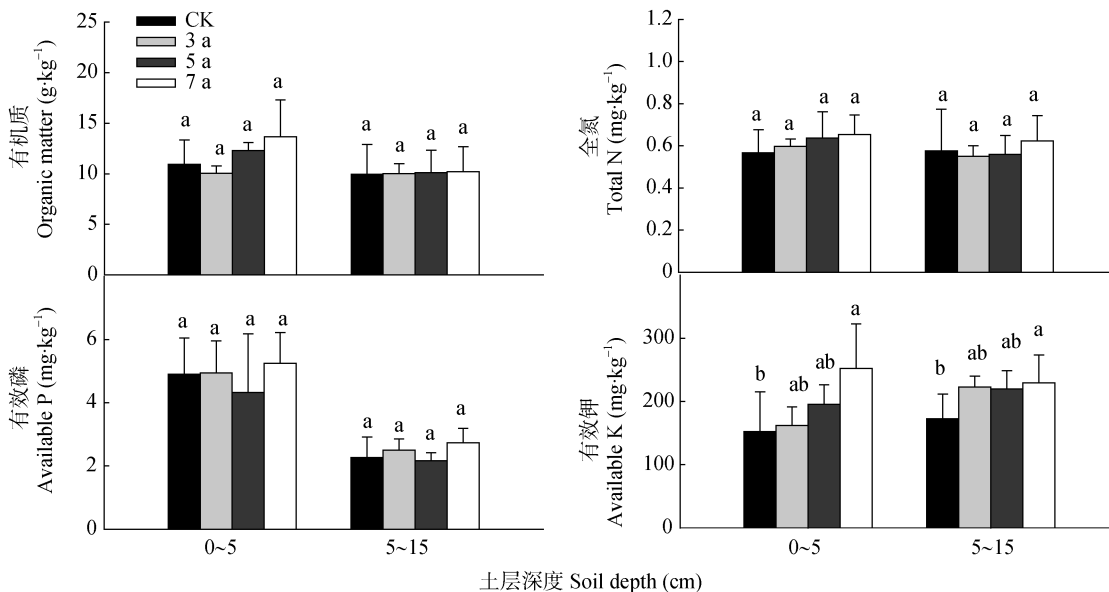 25
20
15
10
5
0
有机质
Organic matter (g·kg⁻¹)
CK
3 a
5 a
7 a
a a a a
a a a a
1.2
1.0
0.8
0.6
0.4
0.2
0
全氮
Total N (mg·kg⁻¹)
a a a a
a a a a
6
4
2
0
有效磷
Available P (mg·kg⁻¹)
a a a a
a a a a
0~5 5~15
300
200
100
0
有效钾
Available K (mg·kg⁻¹)
b ab ab a
b ab ab a
0~5 5~15
土层深度 Soil depth (cm)